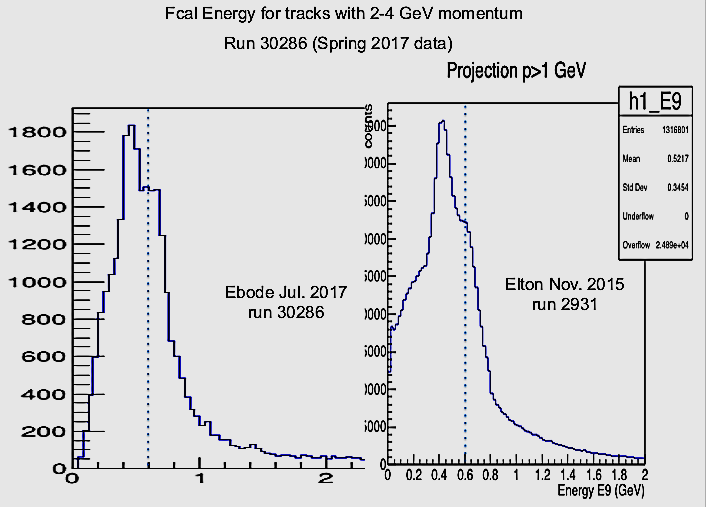 Fcal Energy for tracks with 2-4 GeV momentum
Run 30286 (Spring 2017 data)
Projection p>1 GeV
h1_E9
Entries 1316801
Mean 0.5217
Std Dev 0.3454
Underflow 0
Overflow 2.489e+04
1800
1600
1400
1200
1000
800
600
400
200
0
0 1 2
Ebode Jul. 2017
run 30286
Elton Nov. 2015
run 2931
0 0.2 0.4 0.6 0.8 1 1.2 1.4 1.6 1.8 2
Energy E9 (GeV)